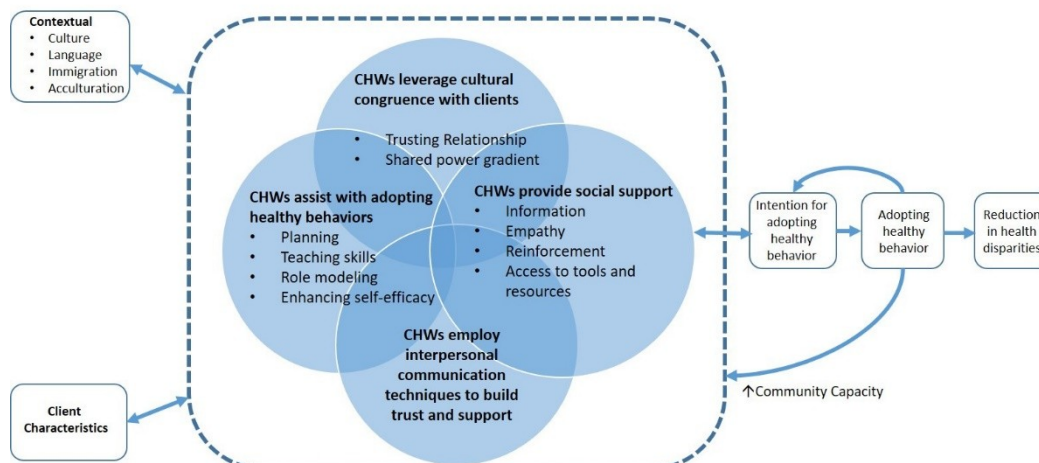 Contextual
• Culture
• Language
• Immigration
• Acculturation
CHWs leverage cultural
congruence with clients
• Trusting Relationship
• Shared power gradient
CHWs assist with adopting
healthy behaviors
• Planning
• Teaching skills
• Role modeling
• Enhancing self-efficacy
CHWs provide social support
• Information
• Empathy
• Reinforcement
• Access to tools and
resources
CHWs employ
interpersonal
communication
techniques to build
trust and support
Intention for
adopting
healthy
behavior
Adopting
healthy
behavior
Reduction
in health
disparities
↑Community Capacity
Client
Characteristics